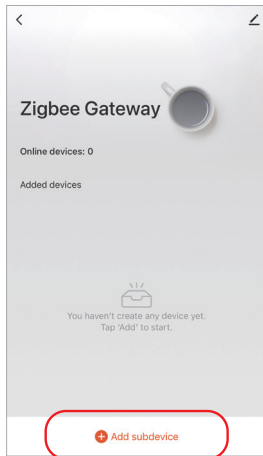 Zigbee Gateway
Online devices: 0
Added devices
You haven't create any device yet.
Tap 'Add' to start.
Add subdevice